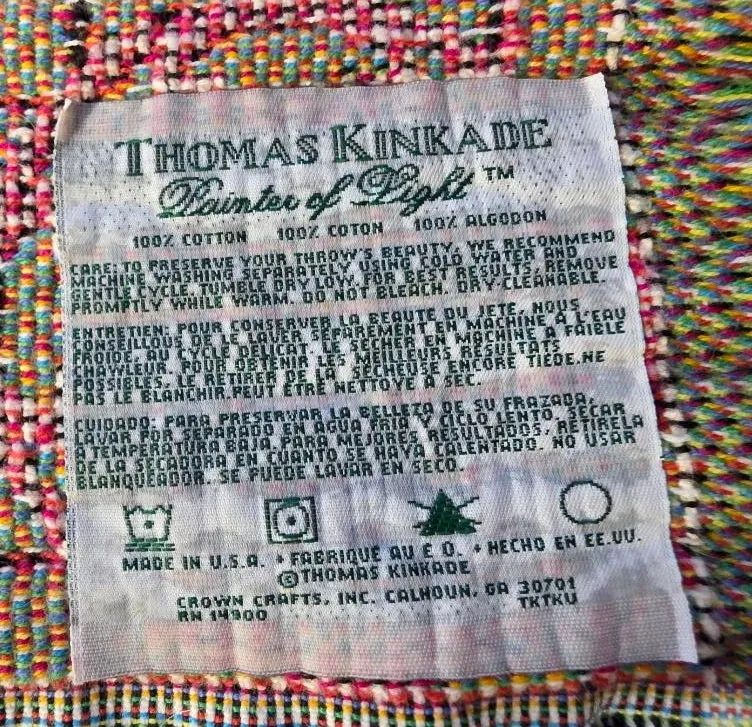 THOMAS KINKADE
Painter of Light ™
100% COTTON 100% COTON 100% ALGODON
CARE: TO PRESERVE YOUR THROW'S BEAUTY, WE RECOMMEND
MACHINE WASHING SEPARATELY USING COLD WATER AND
GENTLE CYCLE. TUMBLE DRY LOW. FOR BEST RESULTS, REMOVE
PROMPTLY WHILE WARM. DO NOT BLEACH. DRY-CLEANABLE.
ENTRETIEN: POUR CONSERVER LA BEAUTE DU JETE, NOUS
CONSEILLOUS DE LE LAVER SEPAREMENT EN MACHINE A L'EAU
FROIDE, AU CYCLE DELICAT, LE SECHER EN MACHINE A FAIBLE
CHAWLEUR. POUR OBTENIR LES MEILLEURS RESULTATS
POSSIBLES, LE RETIRER DE LA SECHEUSE ENCORE TIEDE.NE
PAS LE BLANCHIR.PEUT ETRE NETTOYE A SEC.
CUIDADO: PARA PRESERVAR LA BELLEZA DE SU FRAZADA,
LAVAR POR SEPARADO EN AGUA FRIA Y CICLO LENTO. SECAR
A TEMPERATURA BAJA. PARA MEJORES RESULTADOS, RETIRELA
DE LA SECADORA EN CUANTO SE HAYA CALENTADO. NO USAR
BLANQUEADOR. SE PUEDE LAVAR EN SECO.
MADE IN U.S.A. • FABRIQUE AU E O. • HECHO EN EE.UU.
©THOMAS KINKADE
CROWN CRAFTS, INC. CALHOUN, GA 30701
RN 14900 TKTKU